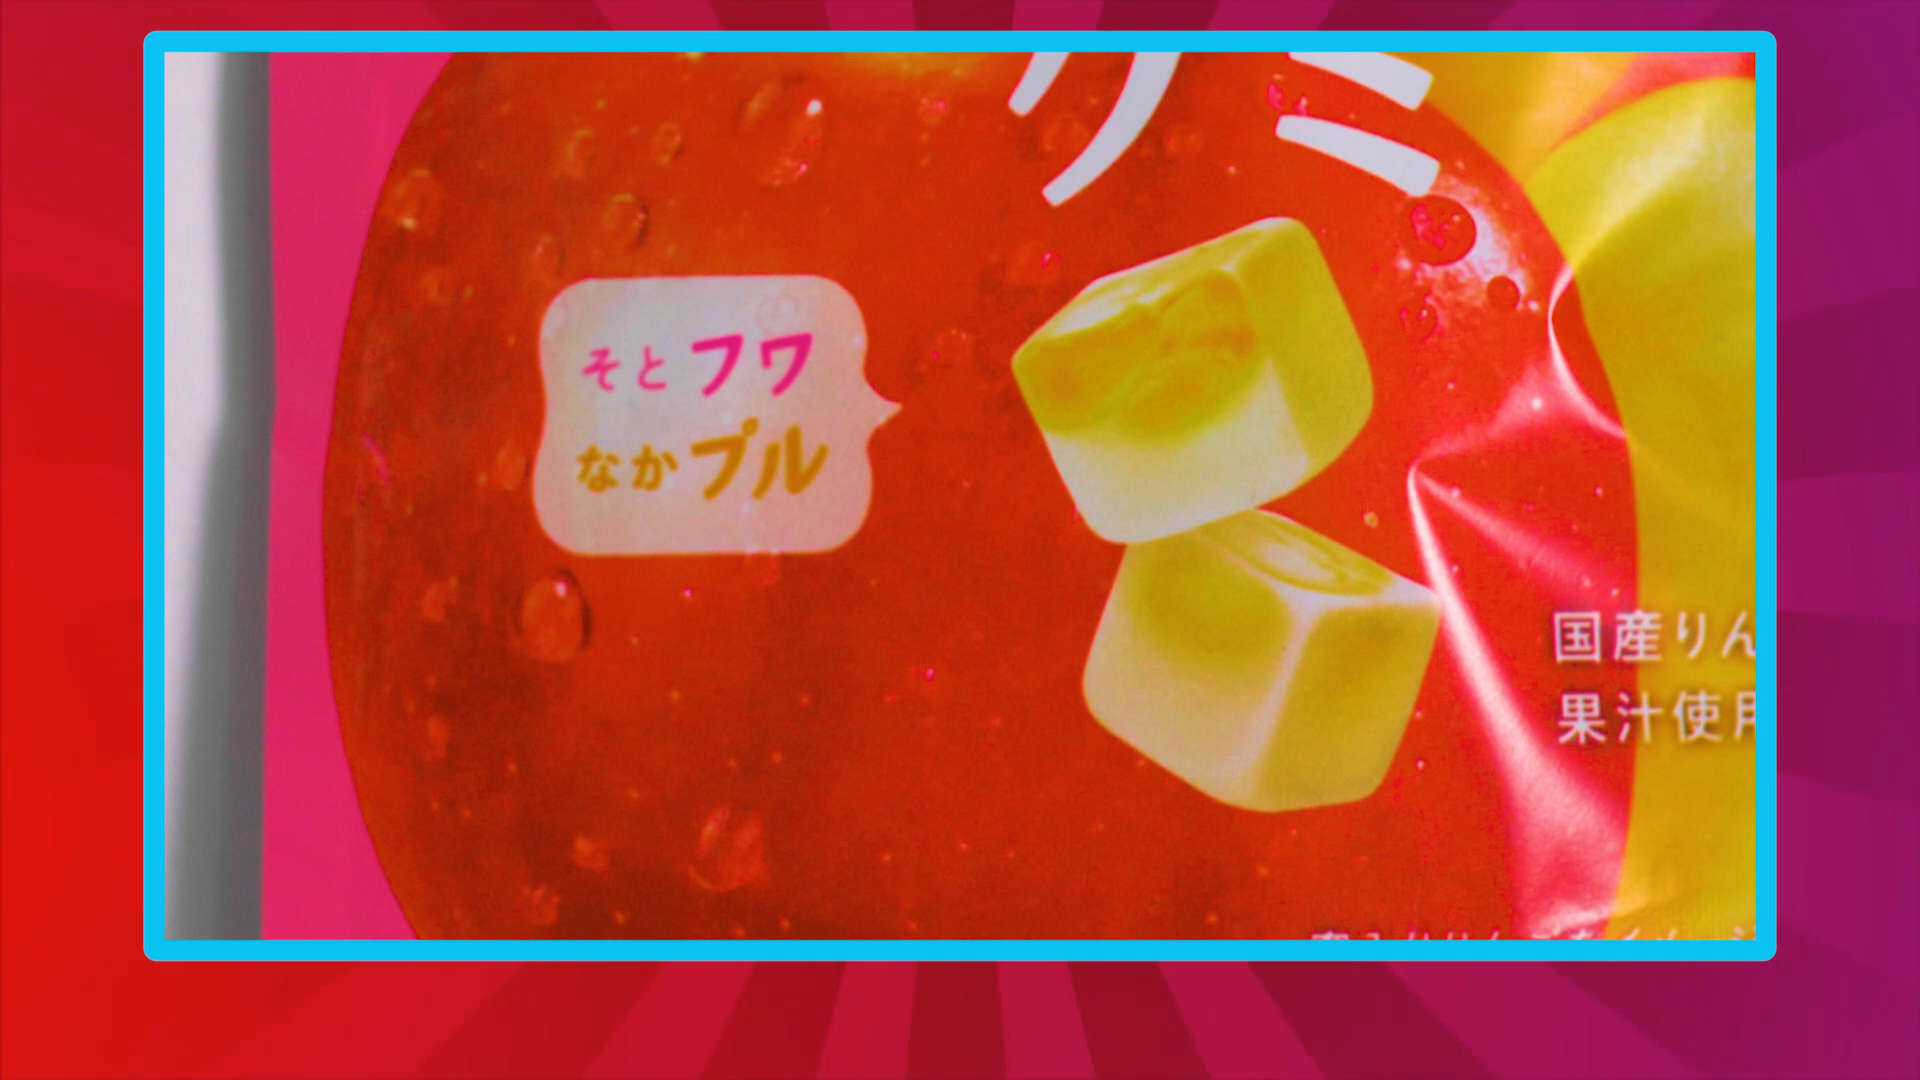 グミ
そとフワ
なかプル
国産りん
果汁使用